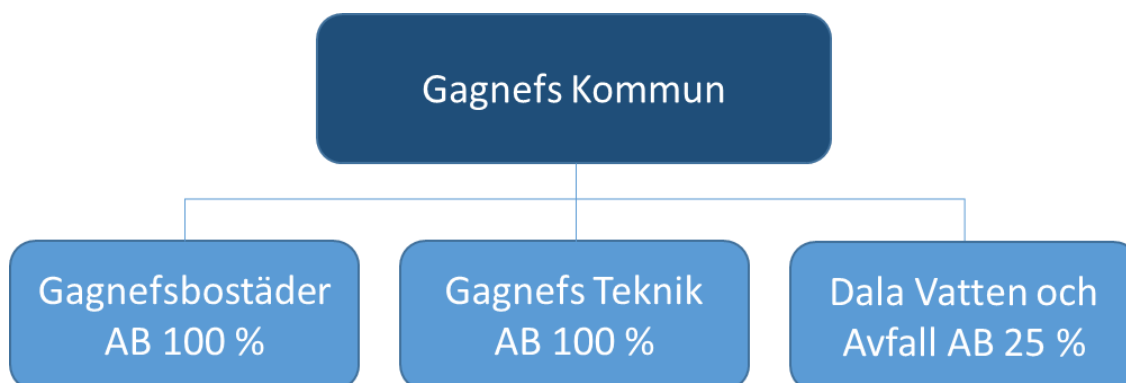 Gagnefs Kommun
Gagnefsbostäder
AB 100 %
Gagnefs Teknik
AB 100 %
Dala Vatten och
Avfall AB 25 %